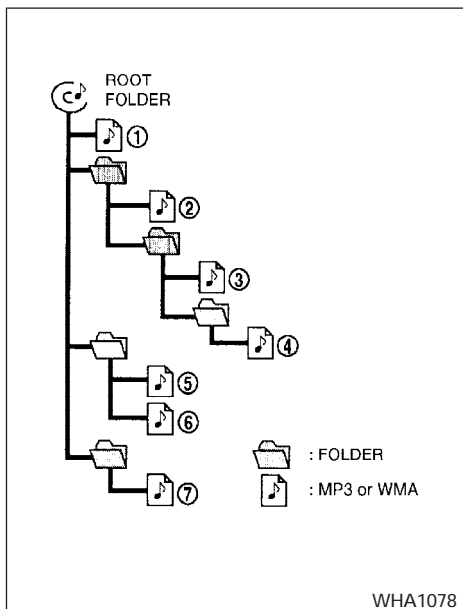 ROOT
FOLDER
①
②
③
④
⑤
⑥
⑦
: FOLDER
: MP3 or WMA
WHA1078